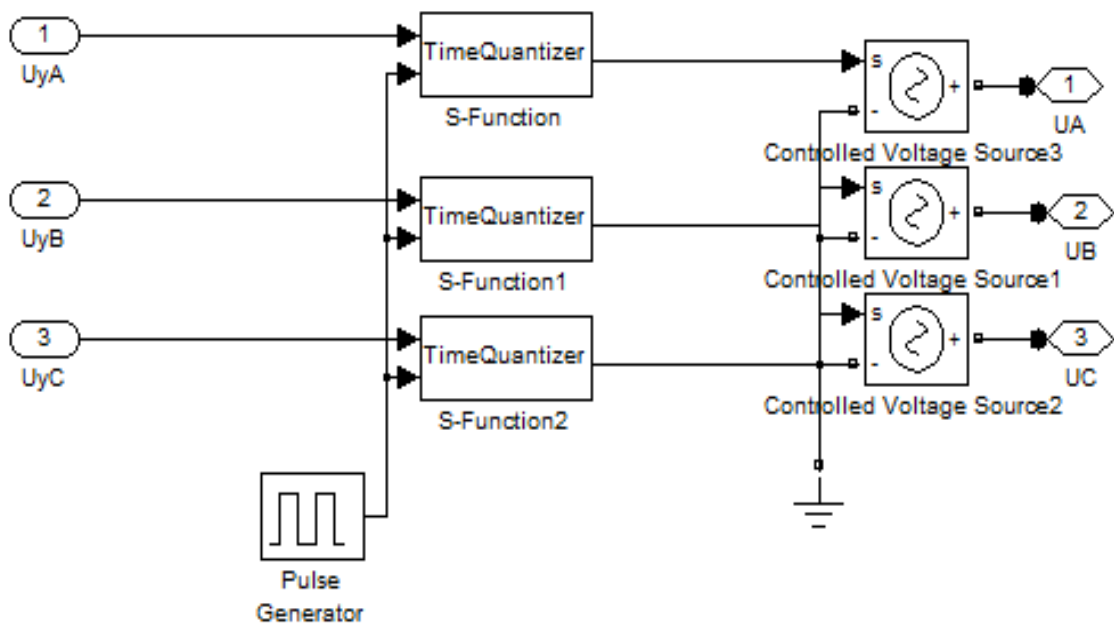 1
UyA
TimeQuantizer
S-Function
s
+
-
Controlled Voltage Source3
1
UA
2
UyB
TimeQuantizer
S-Function1
s
+
-
Controlled Voltage Source1
2
UB
3
UyC
TimeQuantizer
S-Function2
s
+
-
Controlled Voltage Source2
3
UC
Pulse
Generator